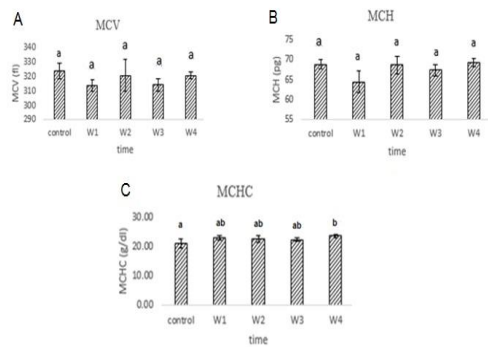 A
MCV
MCV (fl)
340
330
320
310
300
290
a a a a a
control W1 W2 W3 W4
time
B
MCH
MCH (pg)
75
70
65
60
55
a a a a a
control W1 W2 W3 W4
time
C
MCHC
MCHC (g/dl)
30.00
20.00
10.00
0.00
a ab ab ab b
control W1 W2 W3 W4
time